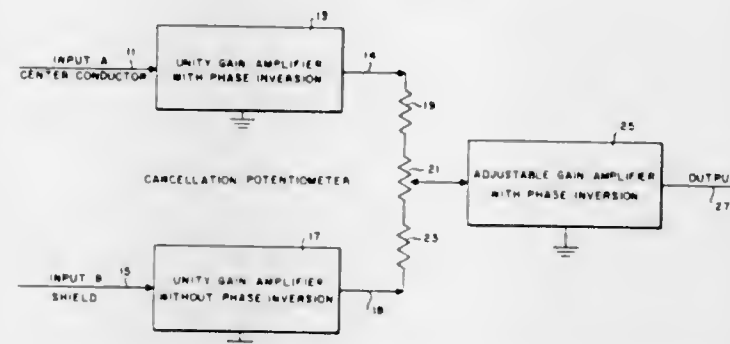 13
INPUT A
11
CENTER CONDUCTOR
UNITY GAIN AMPLIFIER
WITH PHASE INVERSION
14
19
25
CANCELLATION POTENTIOMETER
21
ADJUSTABLE GAIN AMPLIFIER
WITH PHASE INVERSION
OUTPU
27
17
23
INPUT B
15
SHIELD
UNITY GAIN AMPLIFIER
WITHOUT PHASE INVERSION
18